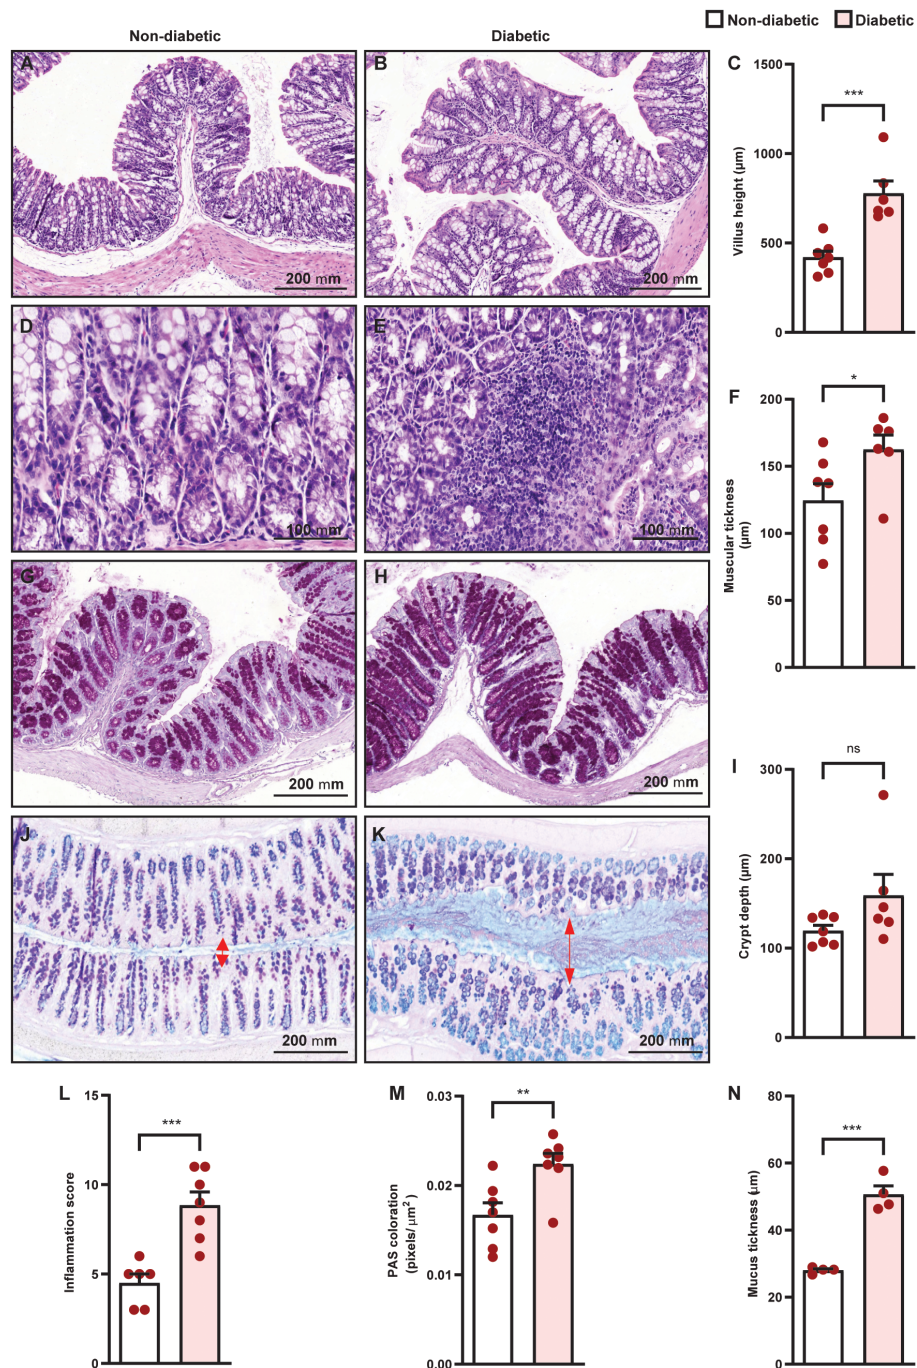 Non-diabetic Diabetic
Non-diabetic Diabetic
A B C
1500
1000
500
0
Villus height (µm)
***
200 mm 200 mm
D E F
200
150
100
50
0
Muscular tickness
(µm)
*
100 mm 100 mm
G H I
300
200
100
0
Crypt depth (µm)
ns
200 mm 200 mm
J K
200 mm 200 mm
L M N
15
10
5
0
Inflammation score
***
0.03
0.02
0.01
0.00
PAS coloration
(pixels/ µm²)
**
80
60
40
20
0
Mucus tickness (µm)
***